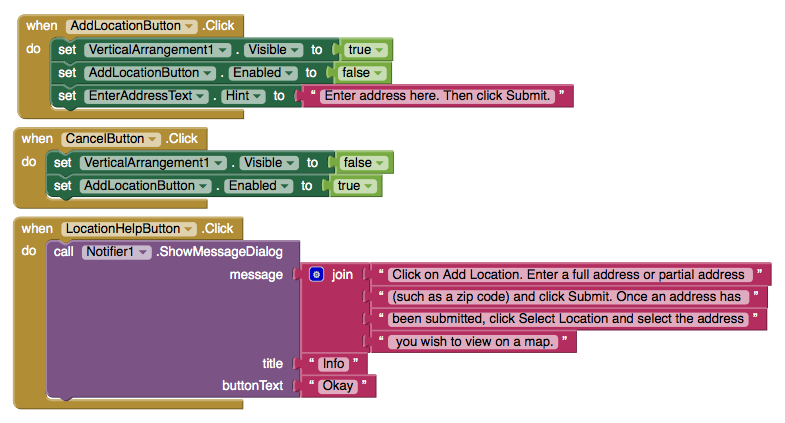 when AddLocationButton .Click
do set VerticalArrangement1 . Visible to true
set AddLocationButton . Enabled to false
set EnterAddressText . Hint to “ Enter address here. Then click Submit. ”
when CancelButton .Click
do set VerticalArrangement1 . Visible to false
set AddLocationButton . Enabled to true
when LocationHelpButton .Click
do call Notifier1 .ShowMessageDialog
message join “ Click on Add Location. Enter a full address or partial address ”
“ (such as a zip code) and click Submit. Once an address has ”
“ been submitted, click Select Location and select the address ”
“ you wish to view on a map. ”
title “ Info ”
buttonText “ Okay ”